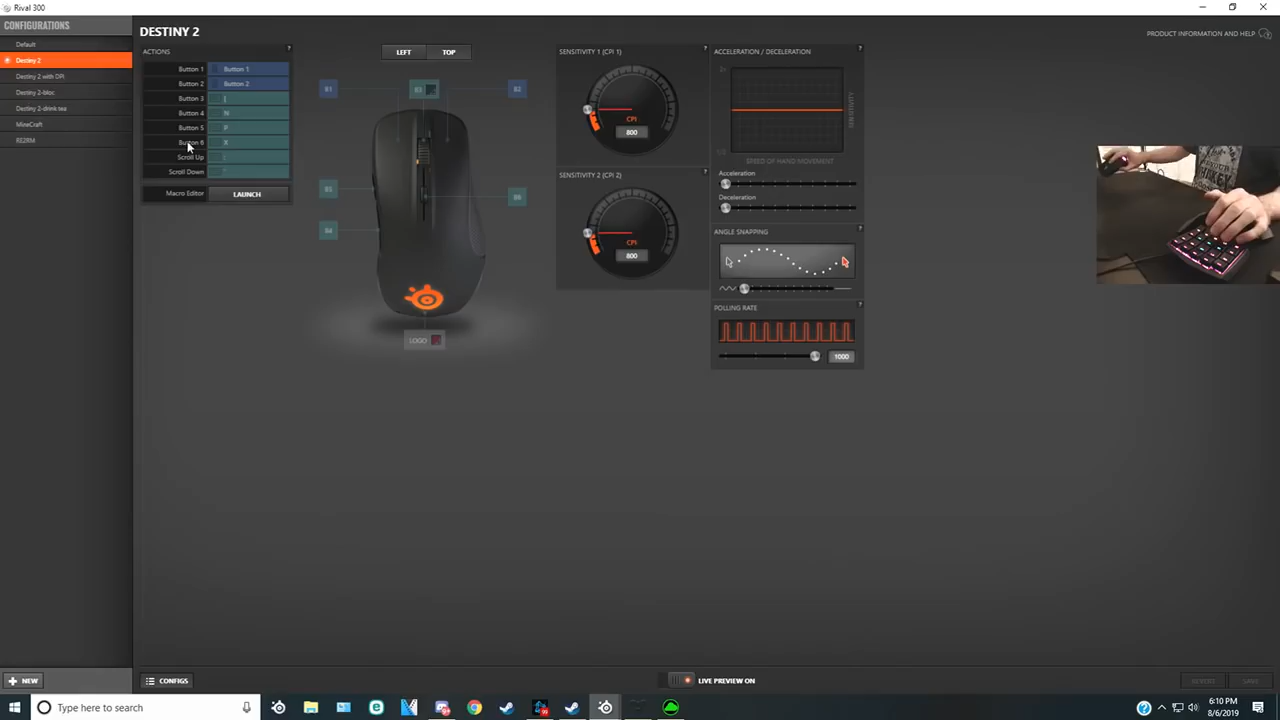 Rival 300
CONFIGURATIONS
Default
Destiny 2
Destiny 2 with DPI
Destiny 2-bloc
Destiny 2-drink tea
MineCraft
RE2RM
NEW
DESTINY 2
PRODUCT INFORMATION AND HELP
ACTIONS ?
Button 1 Button 1
Button 2 Button 2
Button 3
Button 4 N
Button 5 P
Button 6 X
Scroll Up
Scroll Down
Macro Editor LAUNCH
LEFT TOP
B1 B3 B2
B5 B6
B4
LOGO
SENSITIVITY 1 (CPI 1) ?
CPI
800
SENSITIVITY 2 (CPI 2) ?
CPI
800
ACCELERATION / DECELERATION ?
SPEED OF HAND MOVEMENT
Acceleration
Deceleration
ANGLE SNAPPING ?
POLLING RATE ?
1000
CONFIGS
LIVE PREVIEW ON
REVERT SAVE
Type here to search
6:10 PM
8/6/2019